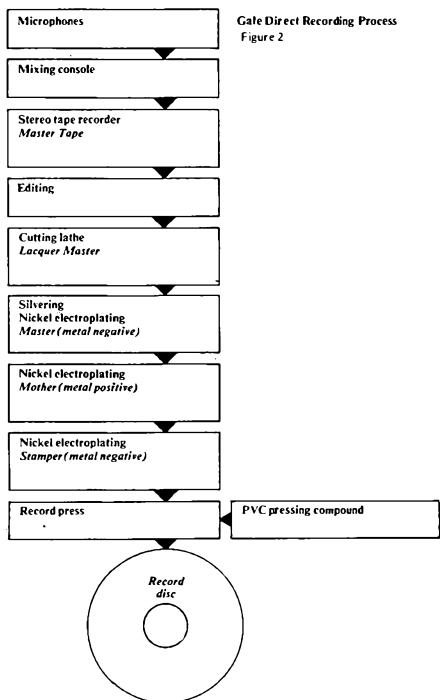 Microphones
Gate Direct Recording Process
Figure 2
Mixing console
Stereo tape recorder
Master Tape
Editing
Cutting lathe
Lacquer Master
Silvering
Nickel electroplating
Master (metal negative)
Nickel electroplating
Mother (metal positive)
Nickel electroplating
Stamper (metal negative)
Record press
PVC pressing compound
Record
disc